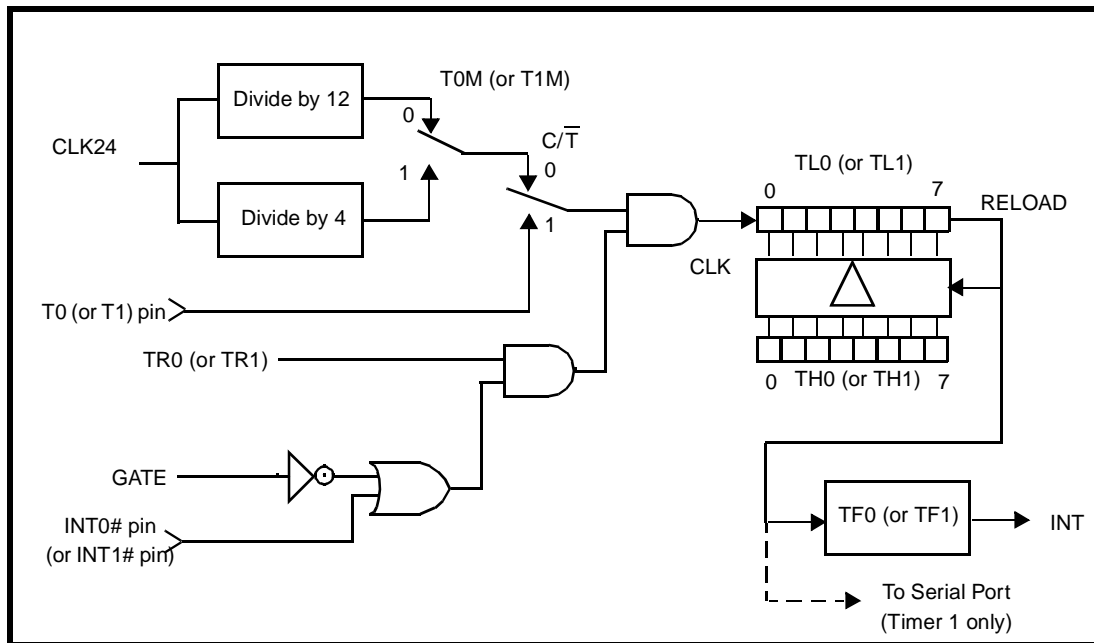 T0M (or T1M)
Divide by 12
0
CLK24
C/T̅
0
1
TL0 (or TL1)
0 7
RELOAD
Divide by 4
1
CLK
T0 (or T1) pin
TR0 (or TR1)
0 TH0 (or TH1) 7
GATE
INT0# pin
(or INT1# pin)
TF0 (or TF1)
INT
To Serial Port
(Timer 1 only)